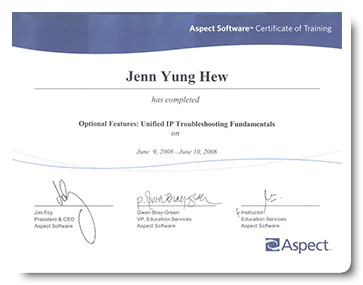 Aspect Software™ Certificate of Training
Jenn Yung Hew
has completed
Optional Features: Unified IP Troubleshooting Fundamentals
on
June 9, 2008 - June 10, 2008
Jim Foy
President & CEO
Aspect Software
Gwen Bray-Green
VP, Education Services
Aspect Software
Instructor
Education Services
Aspect Software
Aspect